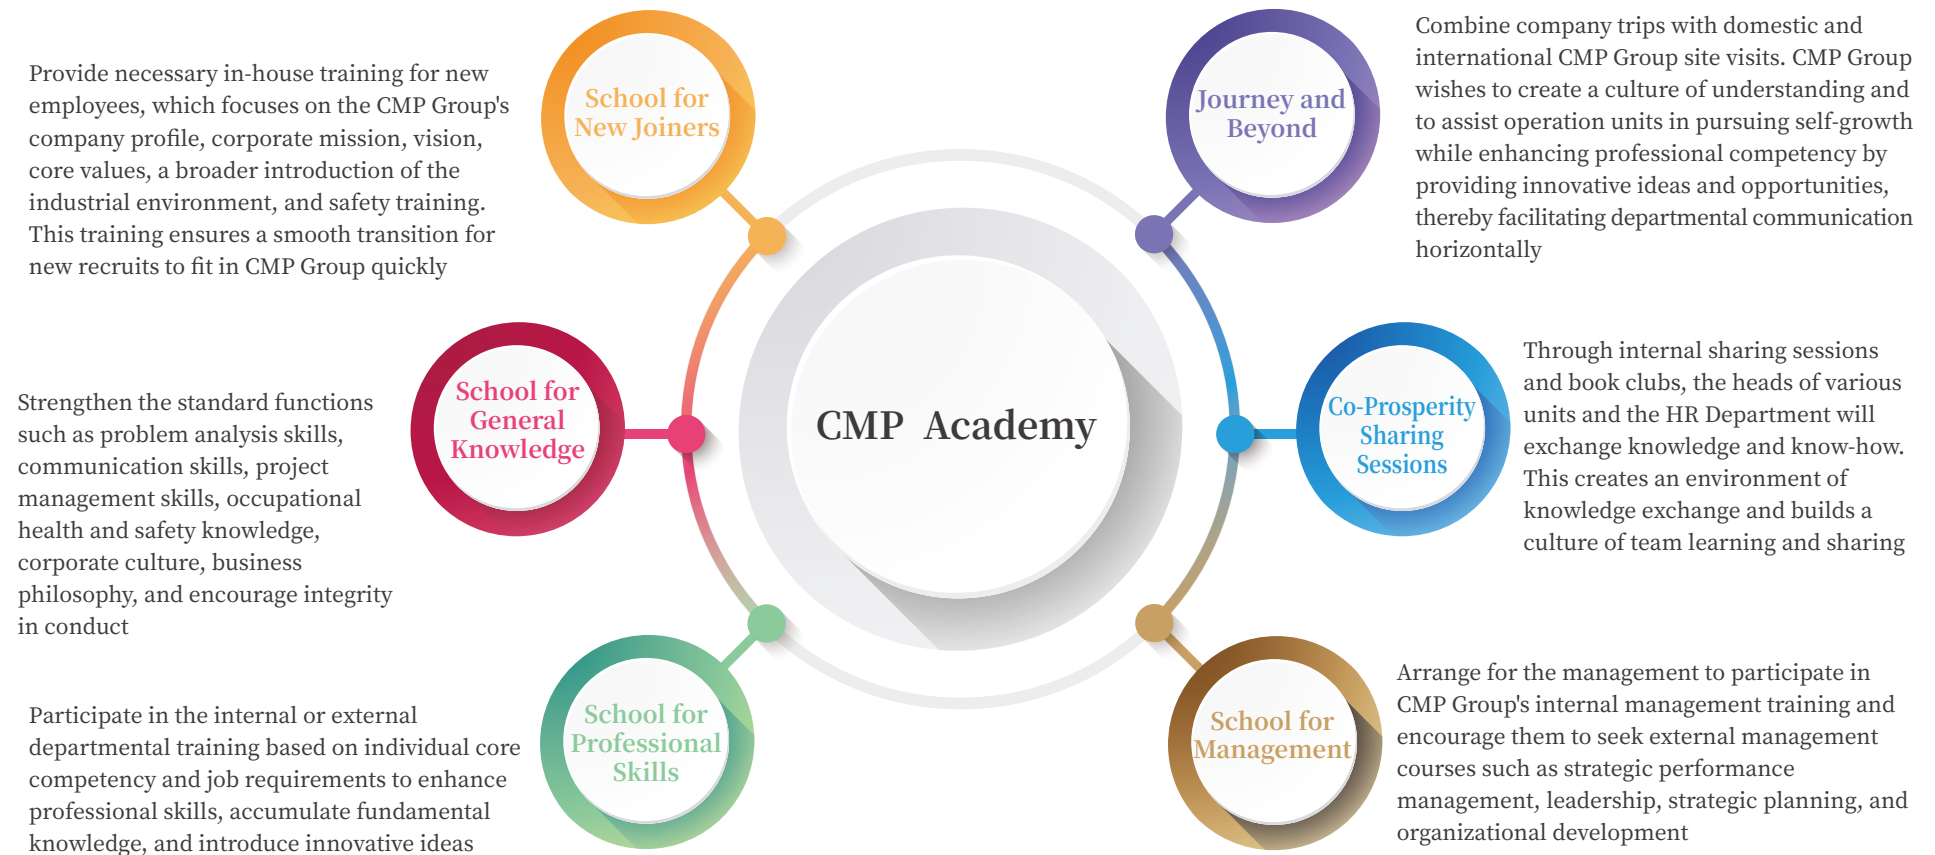 Provide necessary in-house training for new
employees, which focuses on the CMP Group's
company profile, corporate mission, vision,
core values, a broader introduction of the
industrial environment, and safety training.
This training ensures a smooth transition for
new recruits to fit in CMP Group quickly
School for
New Joiners
Journey and
Beyond
Combine company trips with domestic and
international CMP Group site visits. CMP Group
wishes to create a culture of understanding and
to assist operation units in pursuing self-growth
while enhancing professional competency by
providing innovative ideas and opportunities,
thereby facilitating departmental communication
horizontally
Strengthen the standard functions
such as problem analysis skills,
communication skills, project
management skills, occupational
health and safety knowledge,
corporate culture, business
philosophy, and encourage integrity
in conduct
School for
General
Knowledge
CMP Academy
Co-Prosperity
Sharing
Sessions
Through internal sharing sessions
and book clubs, the heads of various
units and the HR Department will
exchange knowledge and know-how.
This creates an environment of
knowledge exchange and builds a
culture of team learning and sharing
Participate in the internal or external
departmental training based on individual core
competency and job requirements to enhance
professional skills, accumulate fundamental
knowledge, and introduce innovative ideas
School for
Professional
Skills
School for
Management
Arrange for the management to participate in
CMP Group's internal management training and
encourage them to seek external management
courses such as strategic performance
management, leadership, strategic planning, and
organizational development